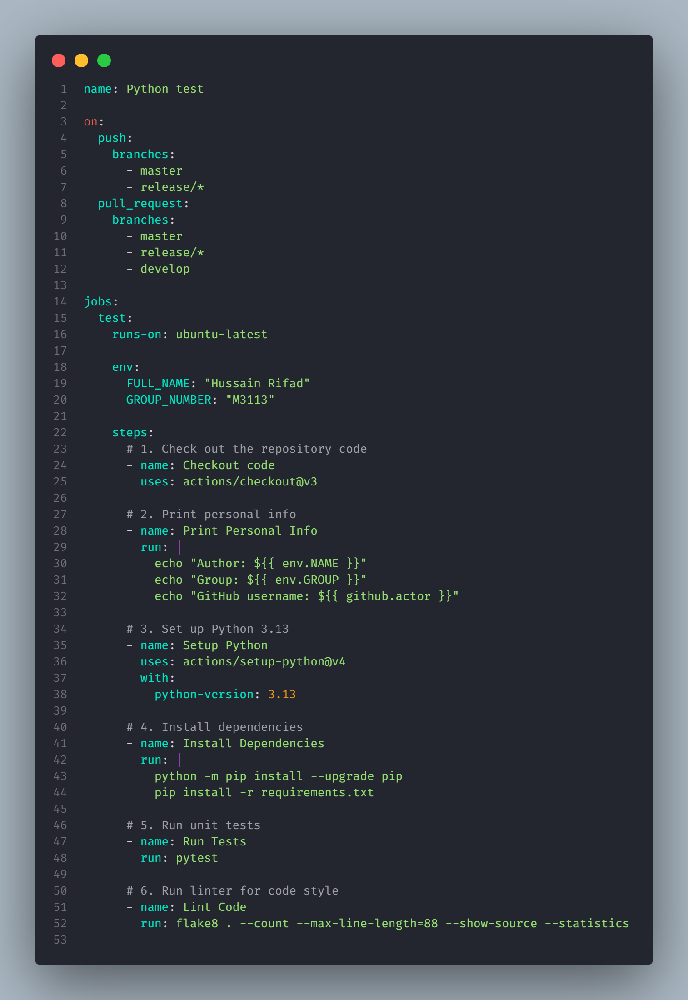 1 name: Python test
2
3 on:
4   push:
5     branches:
6       - master
7       - release/*
8   pull_request:
9     branches:
10       - master
11       - release/*
12       - develop
13
14 jobs:
15   test:
16     runs-on: ubuntu-latest
17
18     env:
19       FULL_NAME: "Hussain Rifad"
20       GROUP_NUMBER: "M3113"
21
22     steps:
23       # 1. Check out the repository code
24       - name: Checkout code
25         uses: actions/checkout@v3
26
27       # 2. Print personal info
28       - name: Print Personal Info
29         run: |
30           echo "Author: ${{ env.NAME }}"
31           echo "Group: ${{ env.GROUP }}"
32           echo "GitHub username: ${{ github.actor }}"
33
34       # 3. Set up Python 3.13
35       - name: Setup Python
36         uses: actions/setup-python@v4
37         with:
38           python-version: 3.13
39
40       # 4. Install dependencies
41       - name: Install Dependencies
42         run: |
43           python -m pip install --upgrade pip
44           pip install -r requirements.txt
45
46       # 5. Run unit tests
47       - name: Run Tests
48         run: pytest
49
50       # 6. Run linter for code style
51       - name: Lint Code
52         run: flake8 . --count --max-line-length=88 --show-source --statistics
53